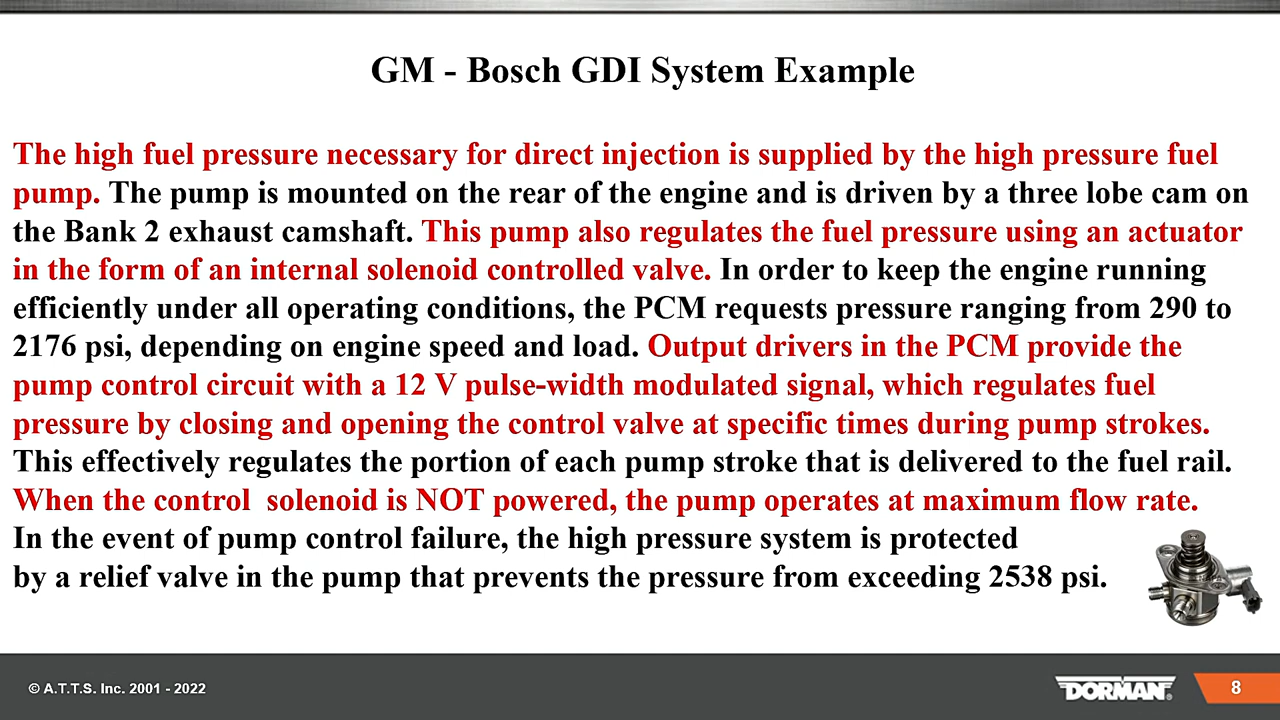 GM - Bosch GDI System Example
The high fuel pressure necessary for direct injection is supplied by the high pressure fuel
pump. The pump is mounted on the rear of the engine and is driven by a three lobe cam on
the Bank 2 exhaust camshaft. This pump also regulates the fuel pressure using an actuator
in the form of an internal solenoid controlled valve. In order to keep the engine running
efficiently under all operating conditions, the PCM requests pressure ranging from 290 to
2176 psi, depending on engine speed and load. Output drivers in the PCM provide the
pump control circuit with a 12 V pulse-width modulated signal, which regulates fuel
pressure by closing and opening the control valve at specific times during pump strokes.
This effectively regulates the portion of each pump stroke that is delivered to the fuel rail.
When the control  solenoid is NOT powered, the pump operates at maximum flow rate.
In the event of pump control failure, the high pressure system is protected
by a relief valve in the pump that prevents the pressure from exceeding 2538 psi.
© A.T.T.S. Inc. 2001 - 2022
DORMAN®
8